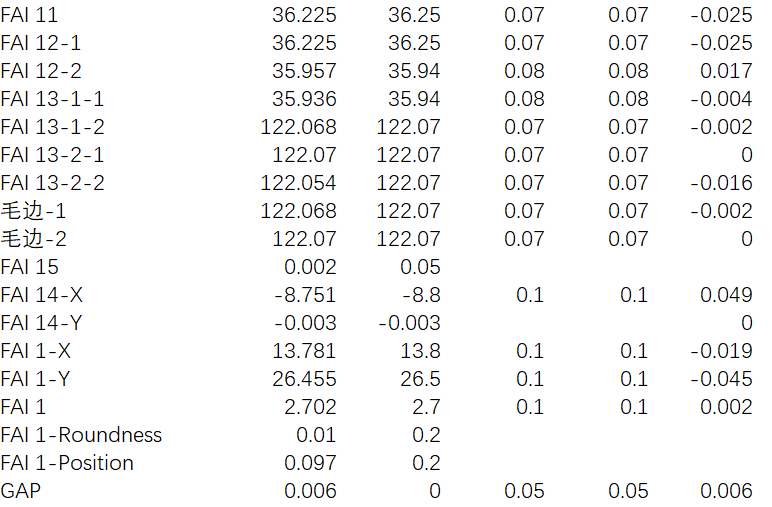 FAI 11 36.225 36.25 0.07 0.07 -0.025
FAI 12-1 36.225 36.25 0.07 0.07 -0.025
FAI 12-2 35.957 35.94 0.08 0.08 0.017
FAI 13-1-1 35.936 35.94 0.08 0.08 -0.004
FAI 13-1-2 122.068 122.07 0.07 0.07 -0.002
FAI 13-2-1 122.07 122.07 0.07 0.07 0
FAI 13-2-2 122.054 122.07 0.07 0.07 -0.016
毛边-1 122.068 122.07 0.07 0.07 -0.002
毛边-2 122.07 122.07 0.07 0.07 0
FAI 15 0.002 0.05
FAI 14-X -8.751 -8.8 0.1 0.1 0.049
FAI 14-Y -0.003 -0.003 0
FAI 1-X 13.781 13.8 0.1 0.1 -0.019
FAI 1-Y 26.455 26.5 0.1 0.1 -0.045
FAI 1 2.702 2.7 0.1 0.1 0.002
FAI 1-Roundness 0.01 0.2
FAI 1-Position 0.097 0.2
GAP 0.006 0 0.05 0.05 0.006